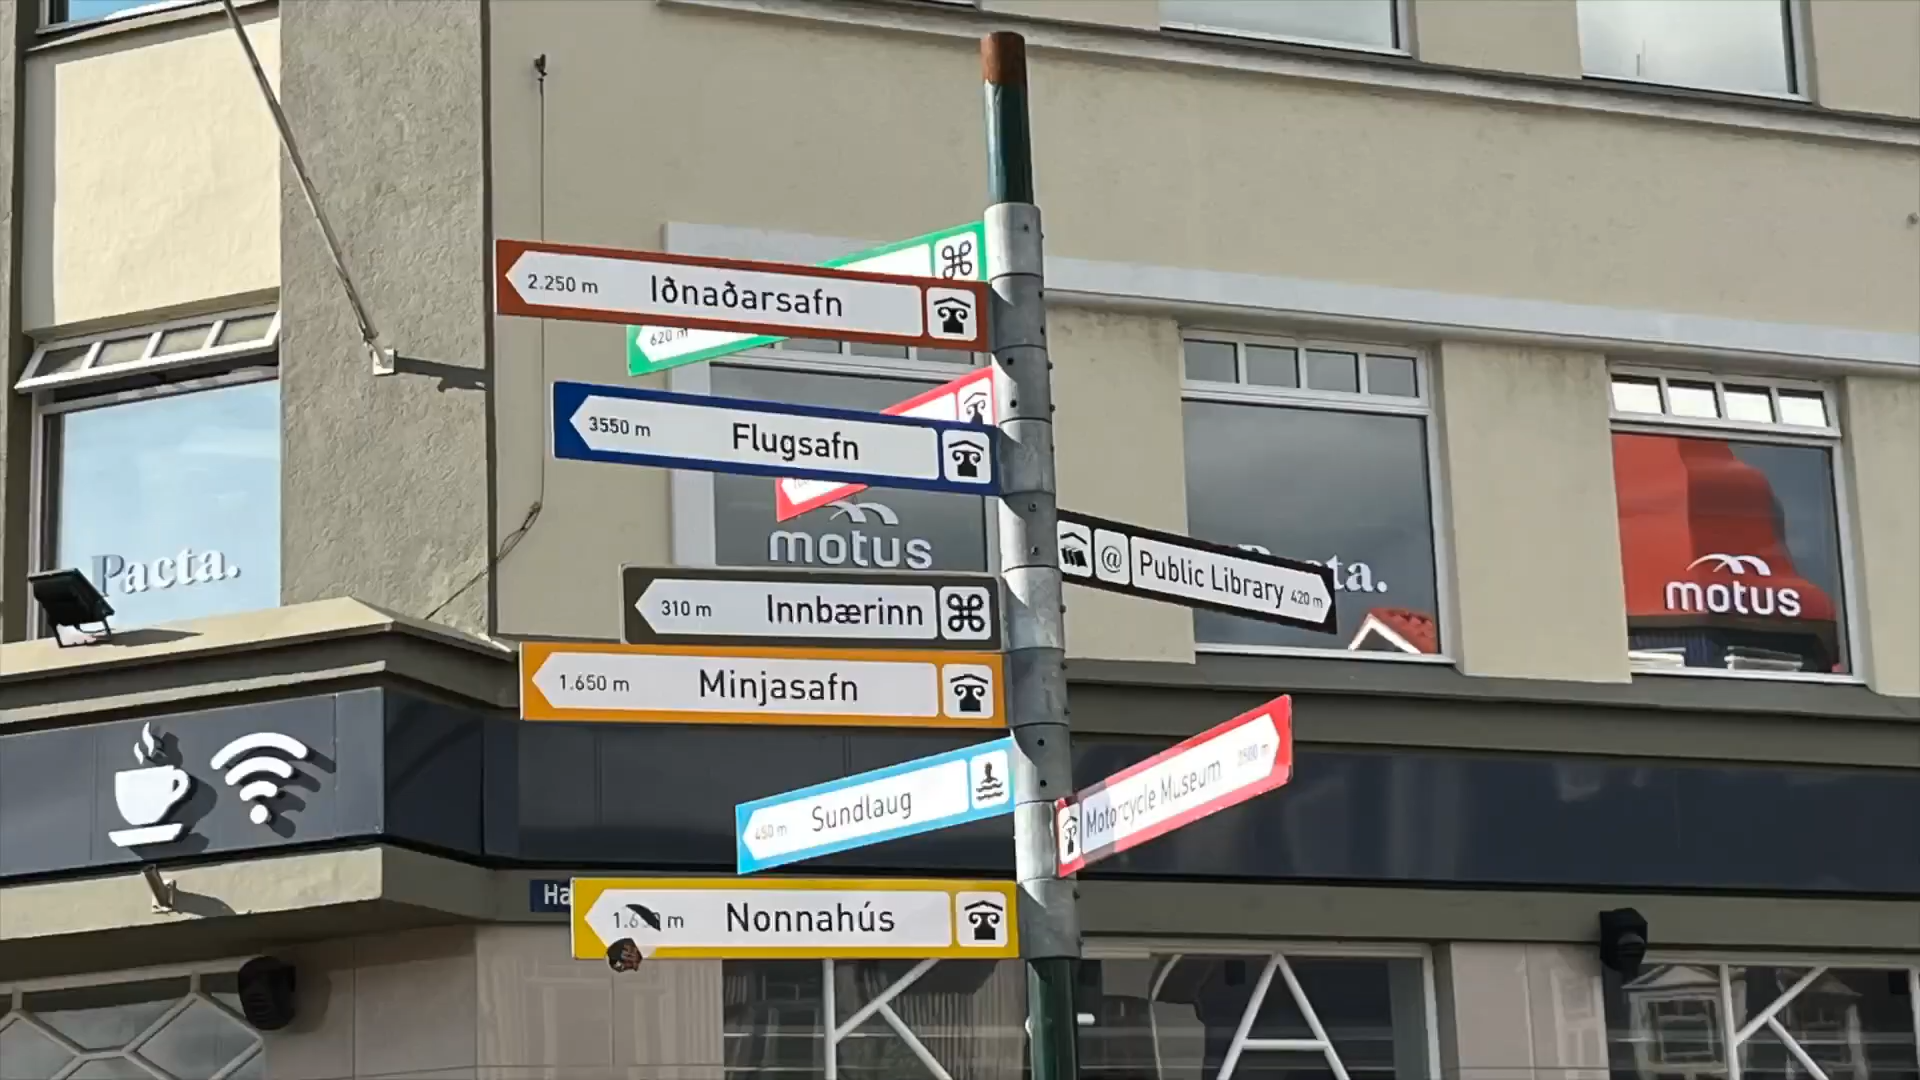 2.250 m Iðnaðarsafn
620 m
3550 m Flugsafn
motus
@ Public Library 420 m
Pacta.
motus
Pacta.
310 m Innbærinn
1.650 m Minjasafn
Motorcycle Museum
450 m Sundlaug
Ha
m Nonnahús
K A K